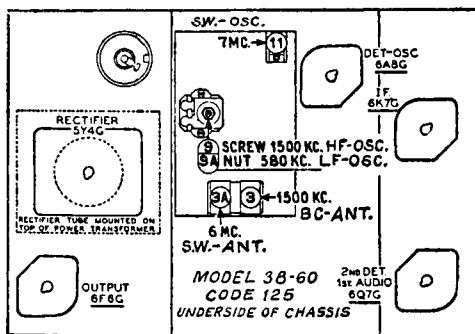 S.W.-OSC.
7MC.
11
DET-OSC
6A8G
I.F.
6K7G
RECTIFIER
5Y4G
9 SCREW 1500 KC. HF-OSC.
9A NUT 580 KC. LF-OSC.
RECTIFIER TUBE MOUNTED ON
TOP OF POWER TRANSFORMER
3A 3 1500 KC.
BC-ANT.
6 MC.
S.W.-ANT.
OUTPUT
6F6G
MODEL 38-60
CODE 125
UNDERSIDE OF CHASSIS
2ND DET.
1ST AUDIO
6Q7G